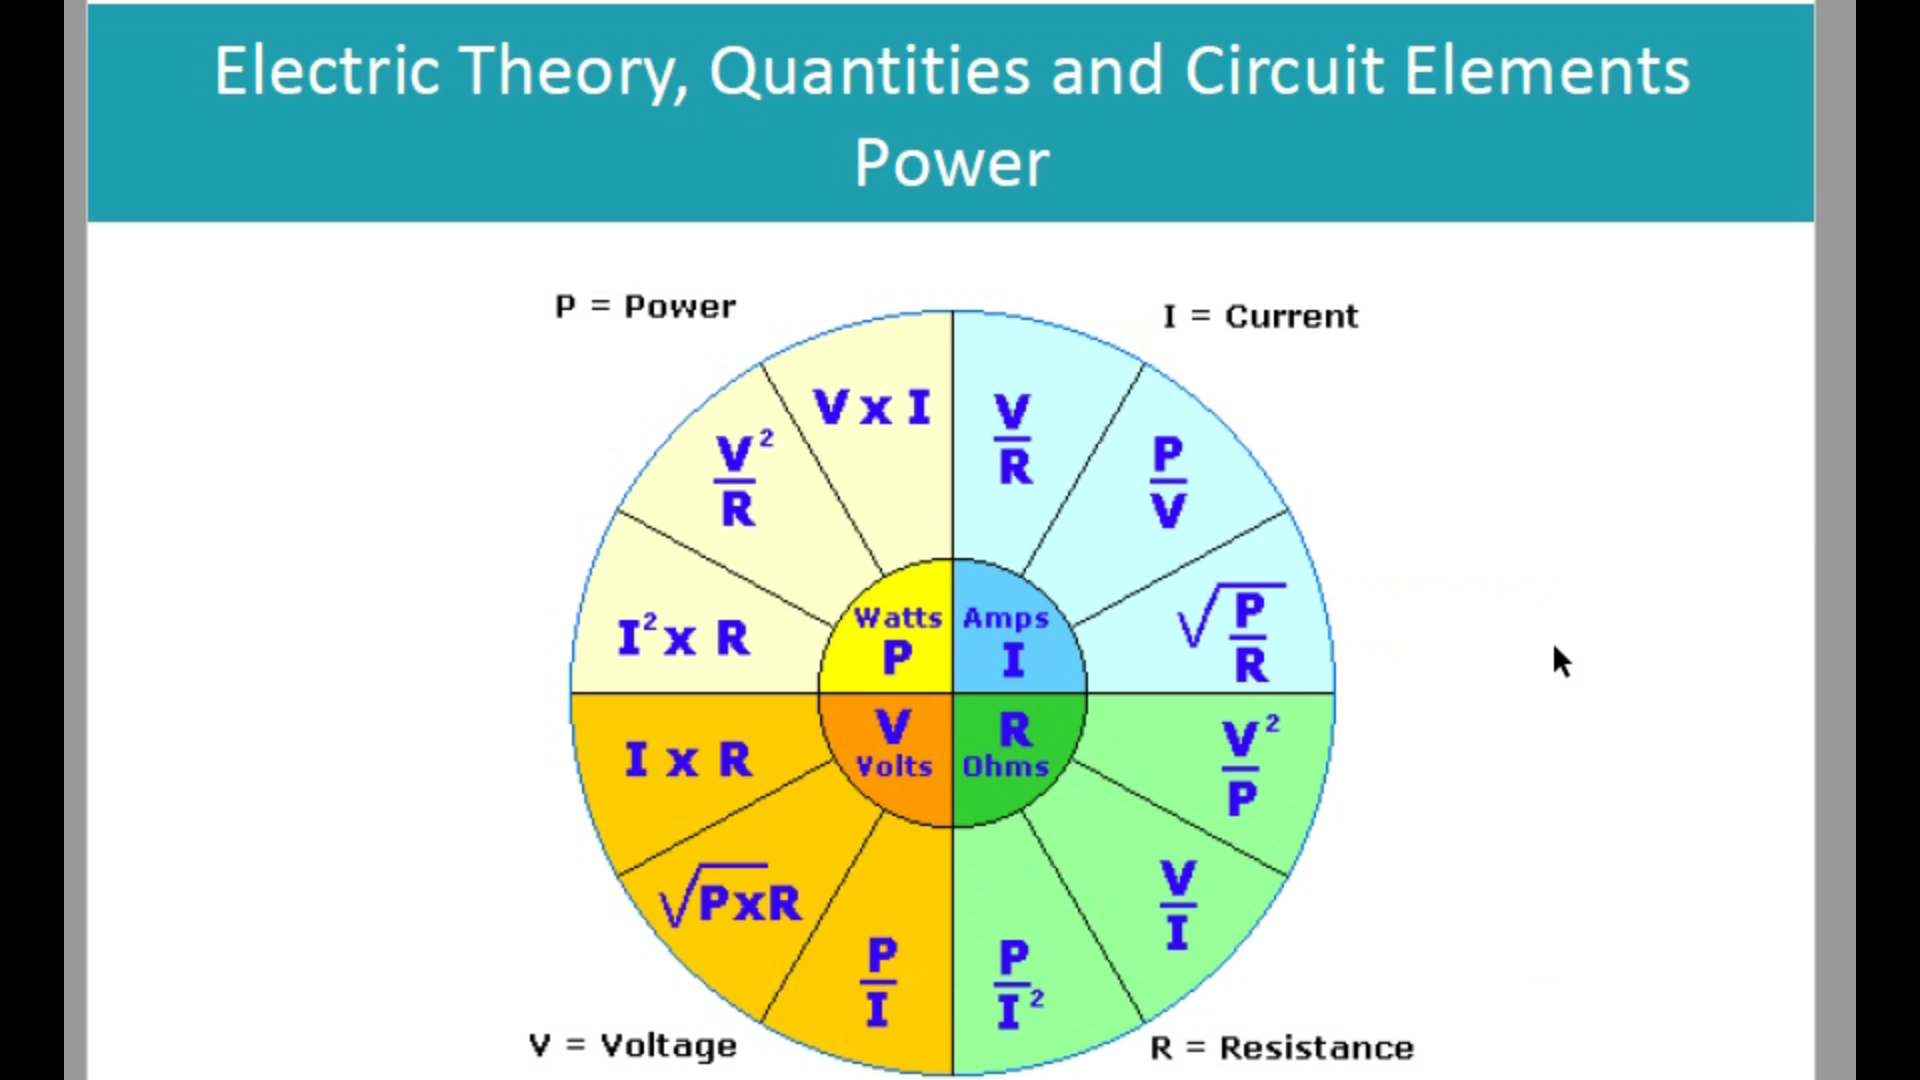 Electric Theory, Quantities and Circuit Elements
Power
P = Power
I = Current
V x I
V
R
P
V
V²
R
I² x R
√P
R
Watts
P
Amps
I
V
Volts
R
Ohms
I x R
√PxR
P
I
P
I²
V
I
V²
P
V = Voltage
R = Resistance